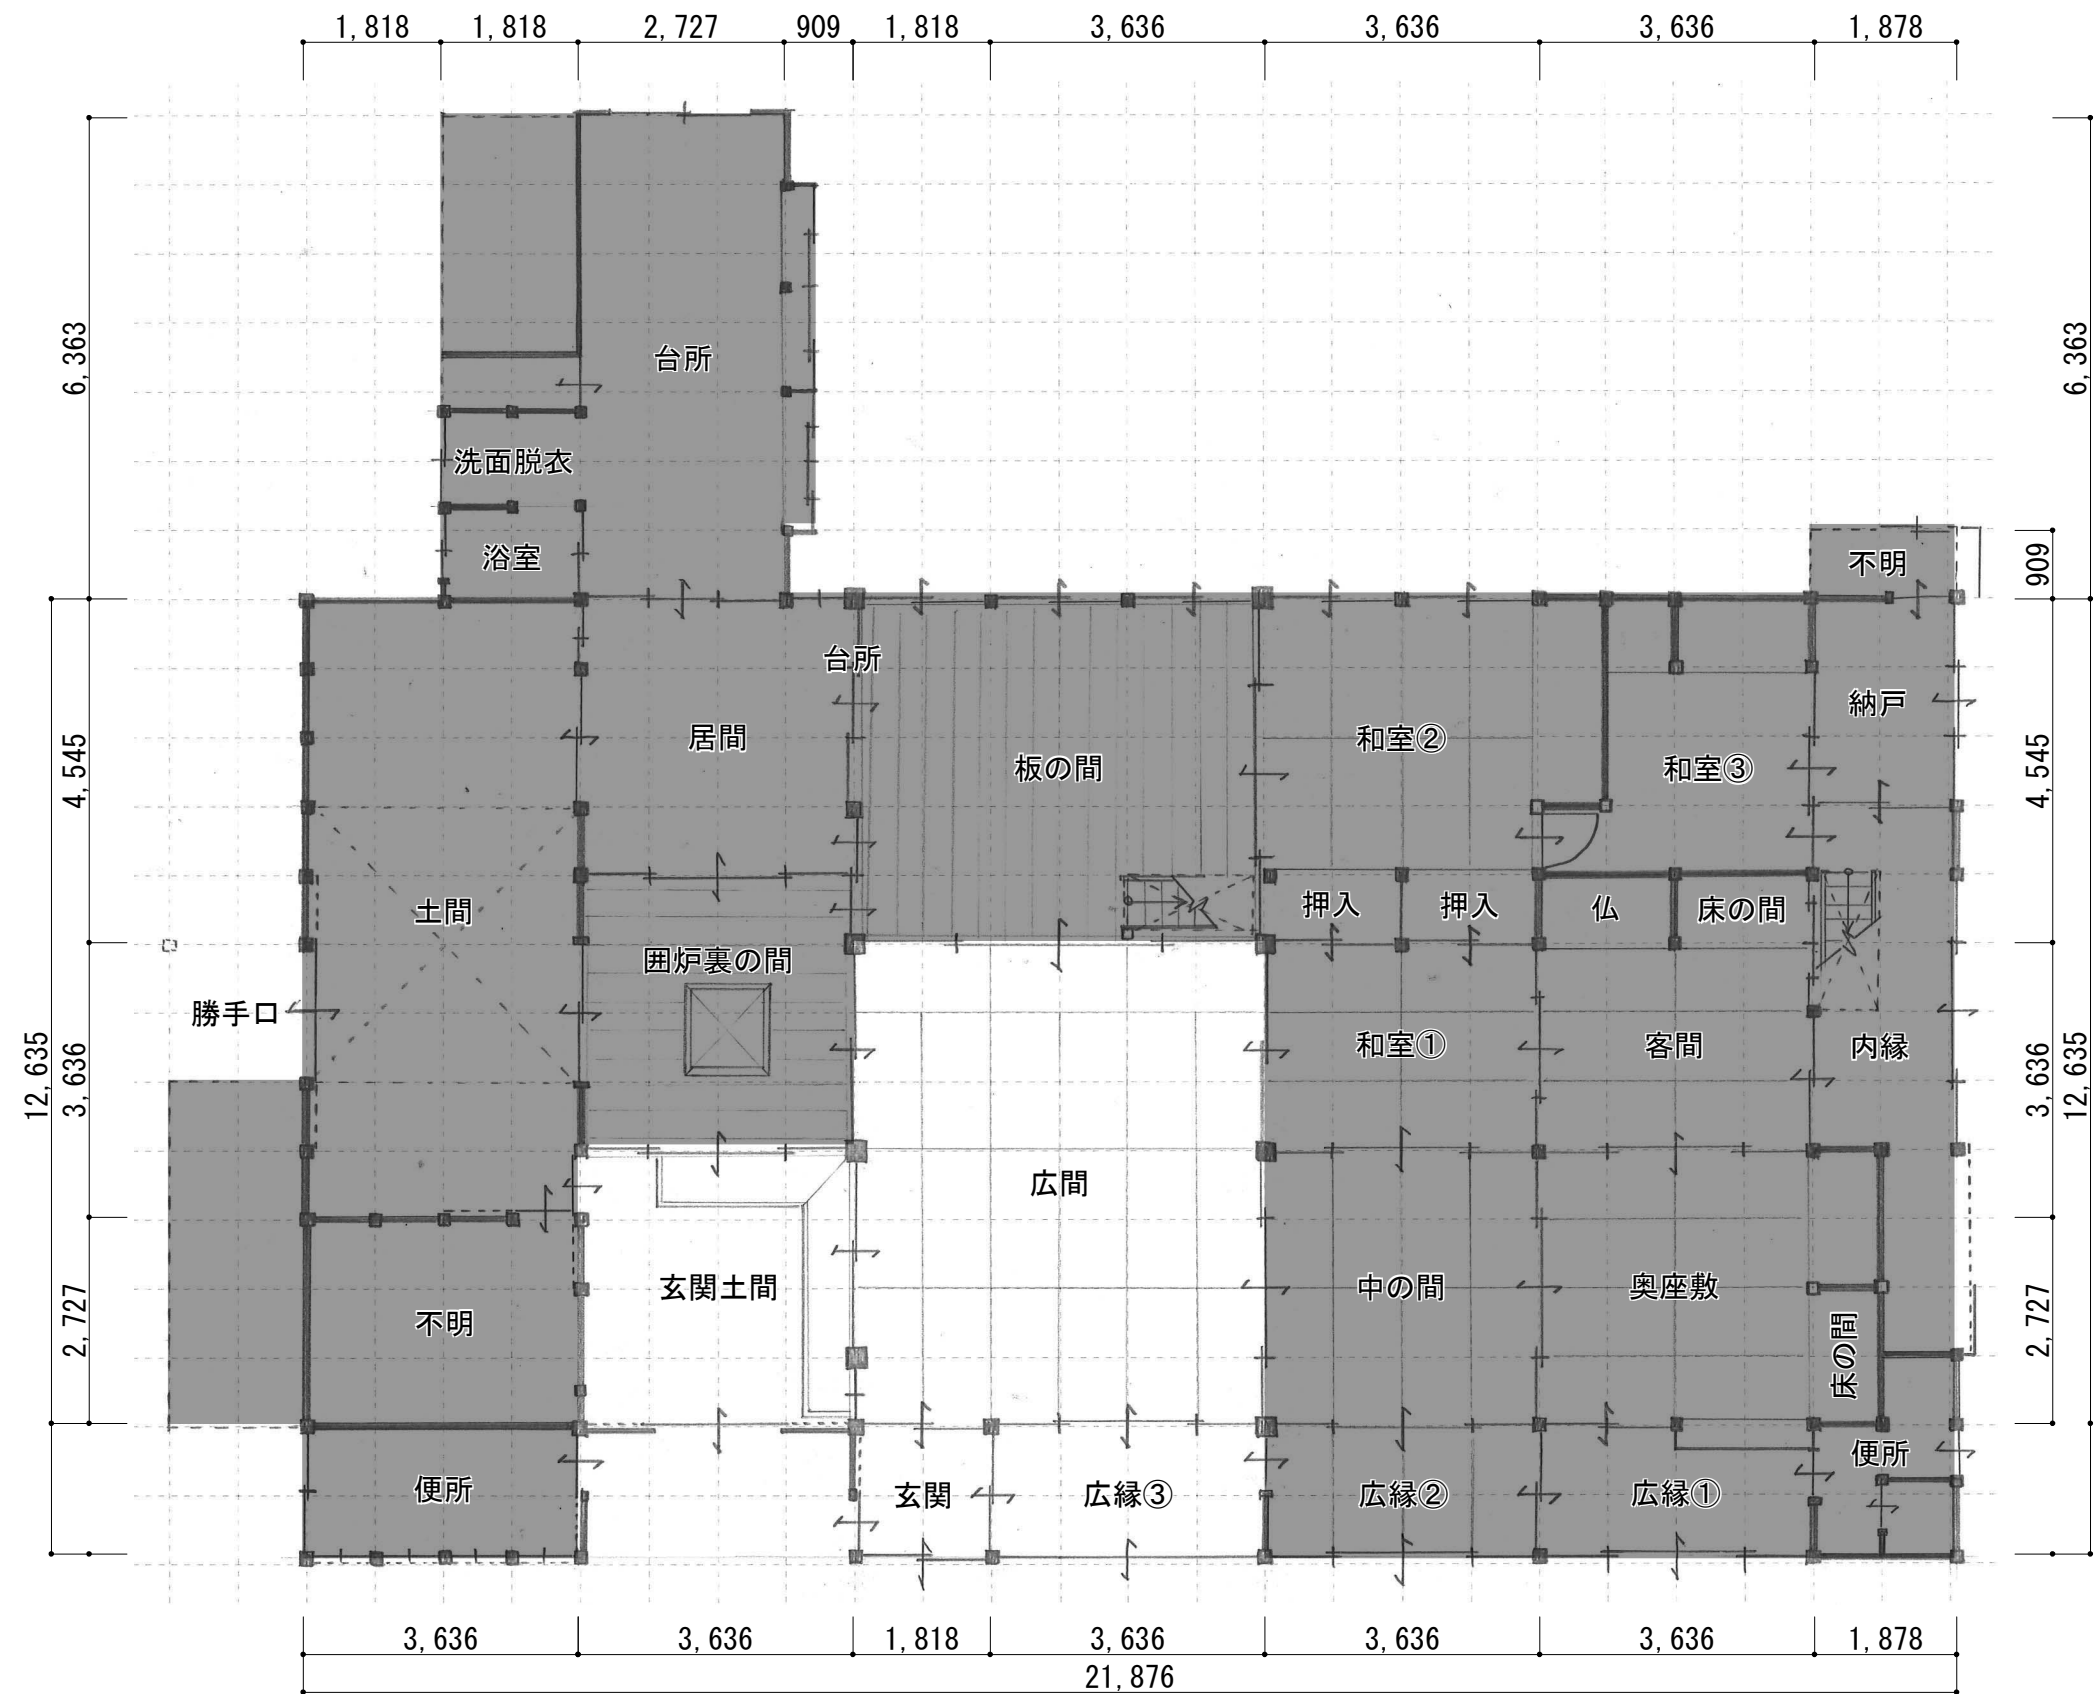 1,818 1,818 2,727 909 1,818 3,636 3,636 3,636 1,878
6,363
6,363
台所
洗面脱衣
浴室
不明
909
台所
納戸
居間
和室②
板の間
和室③
4,545
4,545
押入
押入
仏
床の間
土間
囲炉裏の間
勝手口
和室①
客間
内縁
12,635
3,636
3,636
12,635
広間
玄関土間
中の間
奥座敷
不明
床の間
2,727
2,727
便所
便所
玄関
広縁③
広縁②
広縁①
3,636 3,636 1,818 3,636 3,636 3,636 1,878
21,876